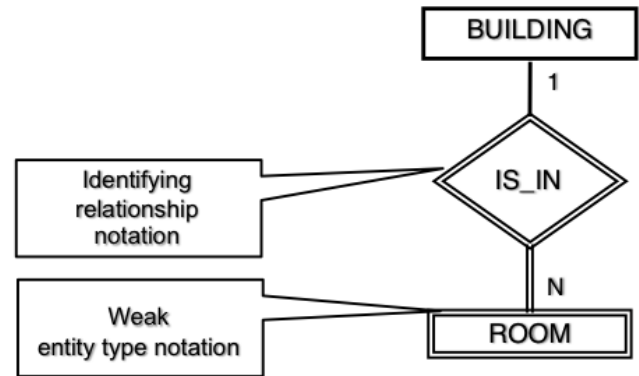 BUILDING
1
Identifying
relationship
notation
IS_IN
N
Weak
entity type notation
ROOM